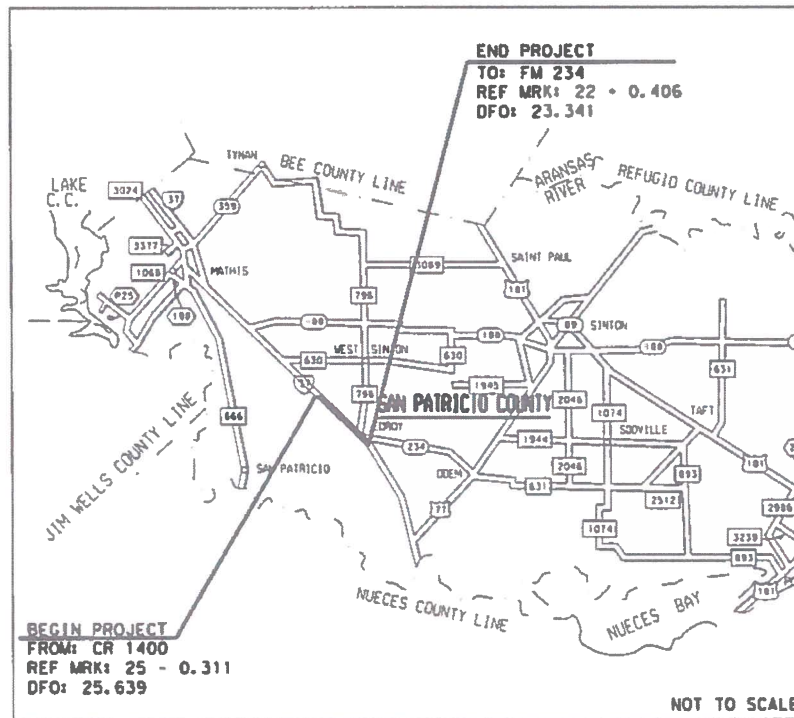 END PROJECT
TO: FM 234
REF MRK: 22 + 0.406
DFO: 23.341
BEE COUNTY LINE
TYNAN
ARANSAS
RIVER
REFUGIO COUNTY LINE
LAKE
C.C.
3024
37
359
3377
1068
MATHIS
3089
SAINT PAUL
181
796
198
188
89
SINTON
188
630
WEST SINTON
630
631
1945
796
SAN PATRICIO COUNTY
2046
1074
TAFT
666
234
1944
SODVILLE
181
JIM WELLS COUNTY LINE
SAN PATRICIO
ODEM
631
2046
893
2512
2986
77
1074
3239
893
181
NUECES COUNTY LINE
NUECES BAY
BEGIN PROJECT
FROM: CR 1400
REF MRK: 25 - 0.311
DFO: 25.639
NOT TO SCALE